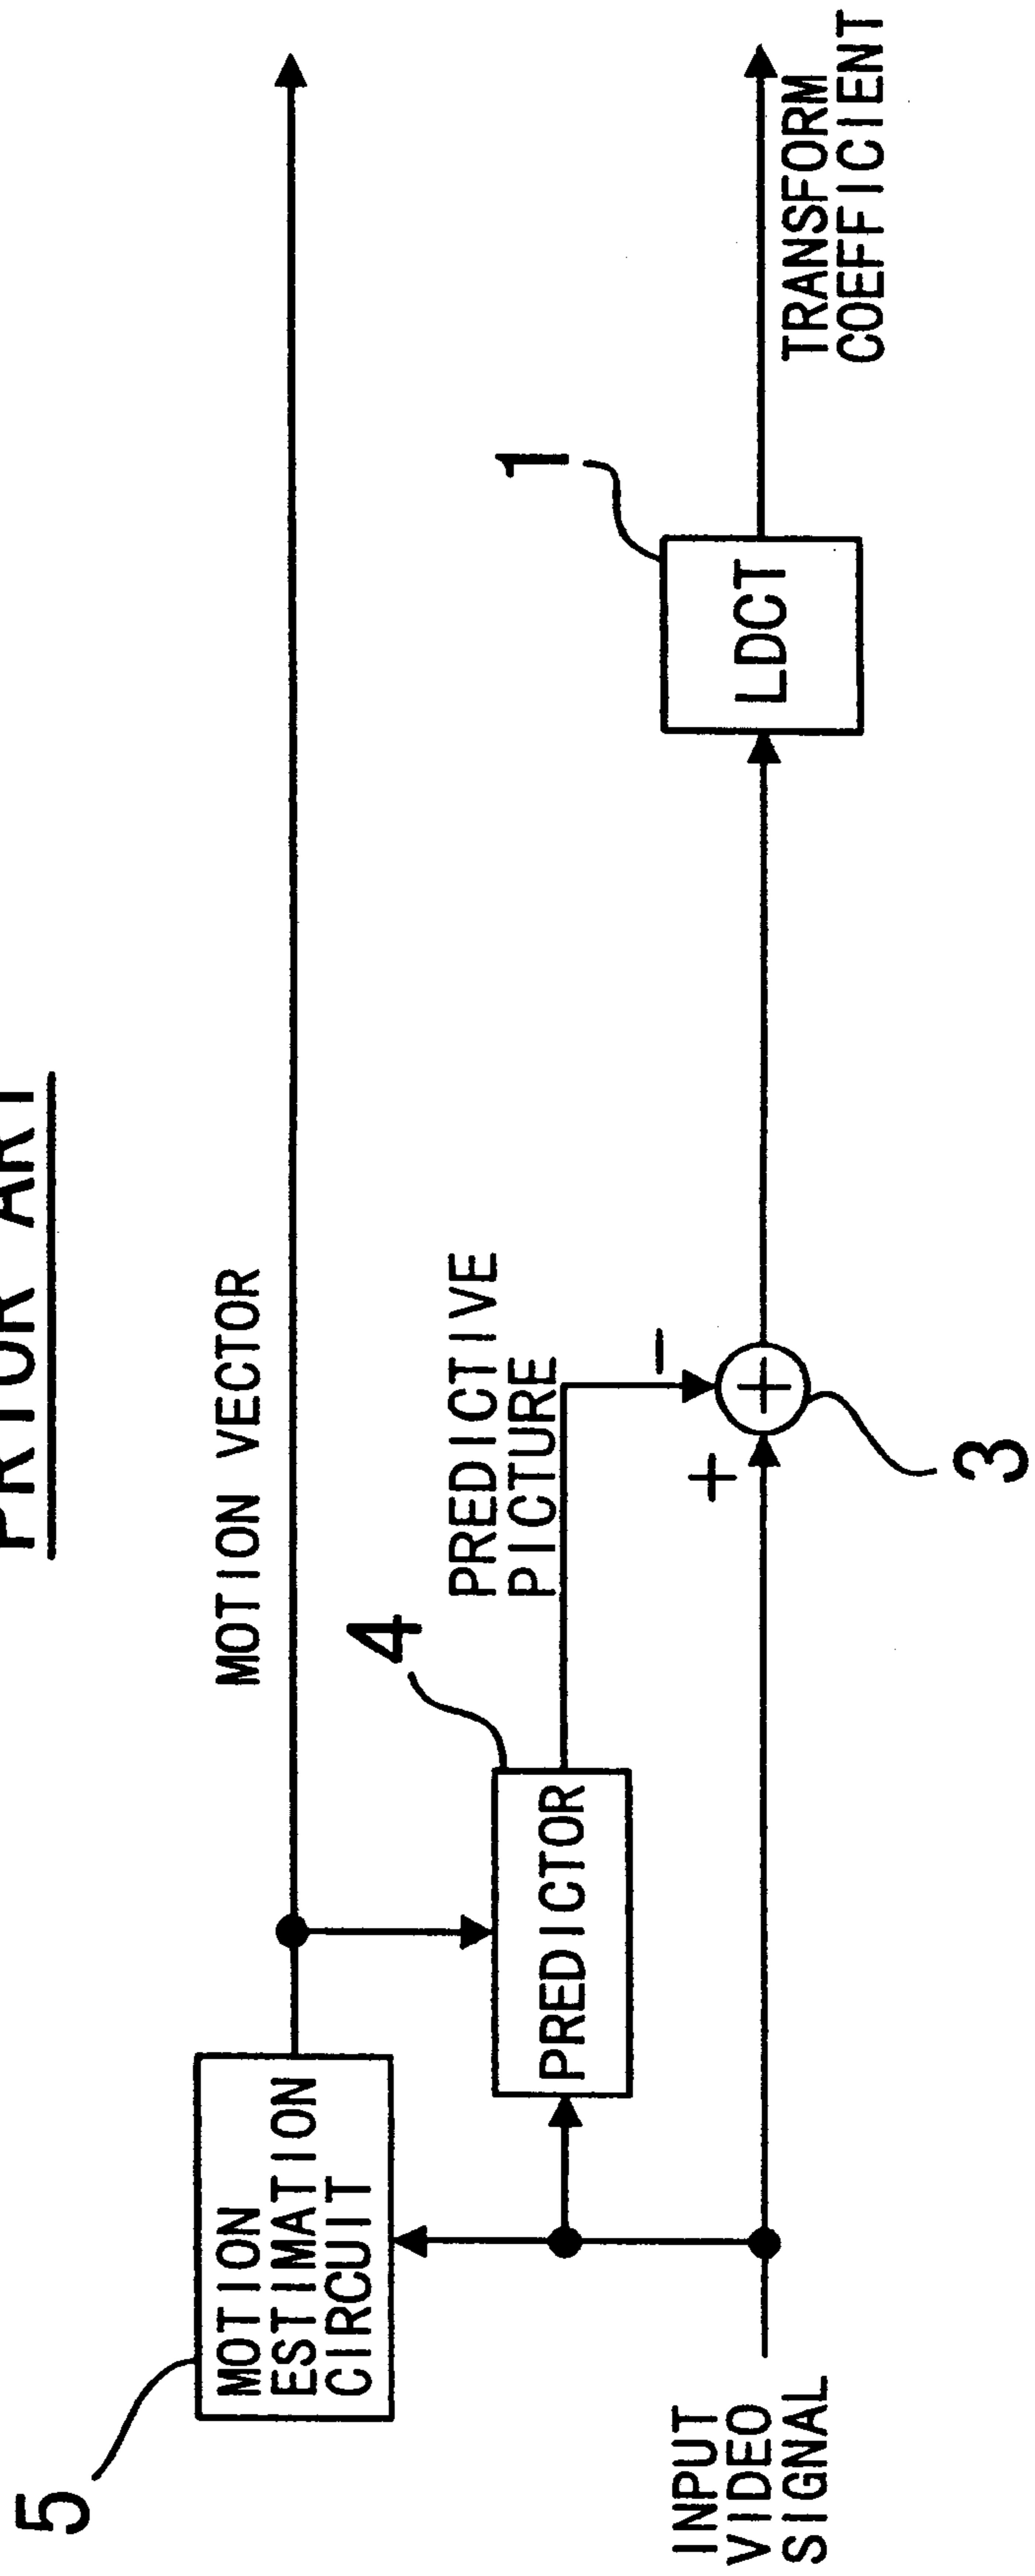 PRIOR ART
MOTION VECTOR
5
MOTION
ESTIMATION
CIRCUIT
4
PREDICTOR
PREDICTIVE
PICTURE
1
LDCT
−
+
+
3
INPUT
VIDEO
SIGNAL
TRANSFORM
COEFFICIENT